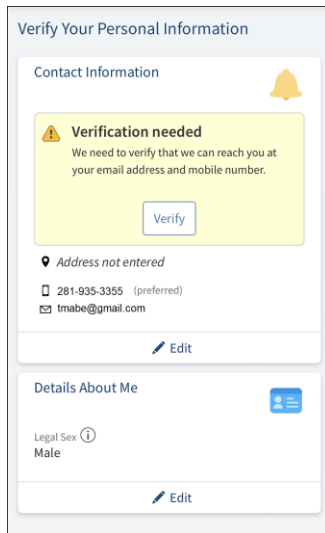 Verify Your Personal Information
Contact Information
Verification needed
We need to verify that we can reach you at
your email address and mobile number.
Verify
Address not entered
281-935-3355 (preferred)
tmabe@gmail.com
Edit
Details About Me
Legal Sex
Male
Edit